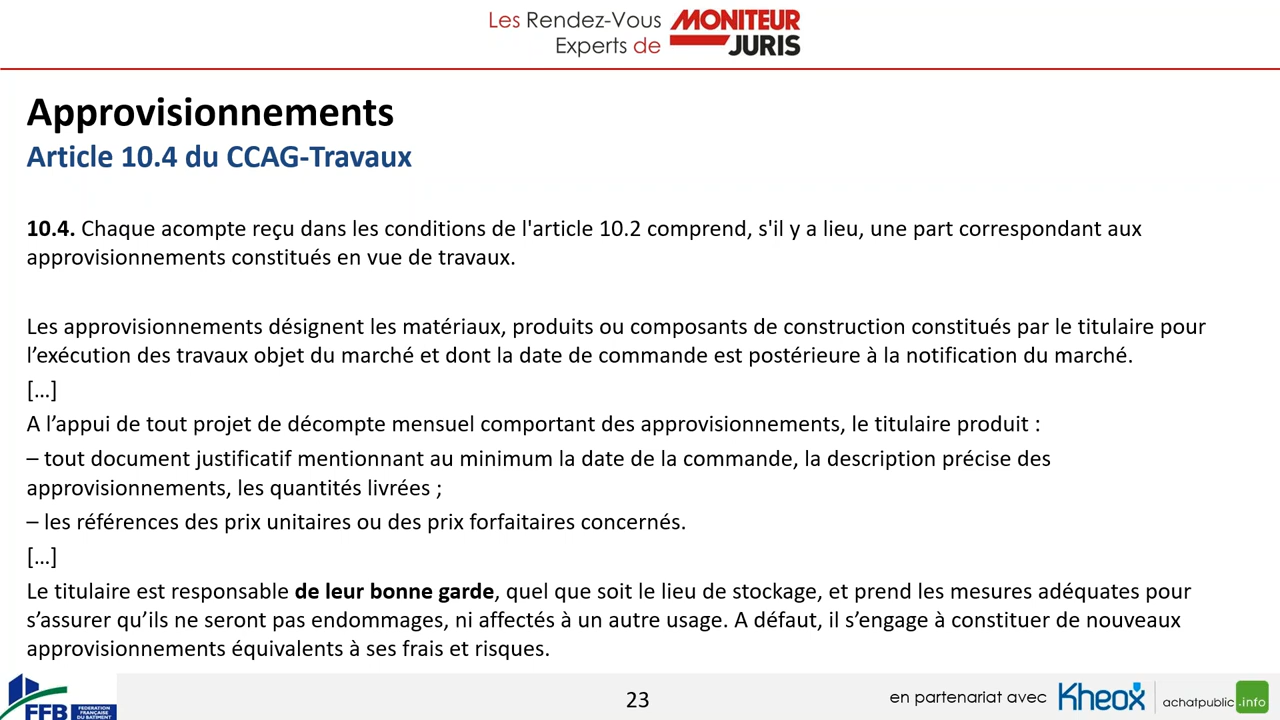 Les Rendez-Vous
Experts de
MONITEUR
JURIS
Approvisionnements
Article 10.4 du CCAG-Travaux
10.4. Chaque acompte reçu dans les conditions de l'article 10.2 comprend, s'il y a lieu, une part correspondant aux
approvisionnements constitués en vue de travaux.
Les approvisionnements désignent les matériaux, produits ou composants de construction constitués par le titulaire pour
l’exécution des travaux objet du marché et dont la date de commande est postérieure à la notification du marché.
[…]
A l’appui de tout projet de décompte mensuel comportant des approvisionnements, le titulaire produit :
– tout document justificatif mentionnant au minimum la date de la commande, la description précise des
approvisionnements, les quantités livrées ;
– les références des prix unitaires ou des prix forfaitaires concernés.
[…]
Le titulaire est responsable de leur bonne garde, quel que soit le lieu de stockage, et prend les mesures adéquates pour
s’assurer qu’ils ne seront pas endommagés, ni affectés à un autre usage. A défaut, il s’engage à constituer de nouveaux
approvisionnements équivalents à ses frais et risques.
FFB
FEDERATION
FRANÇAISE
DU BATIMENT
23
en partenariat avec
Kheox
achatpublic.info